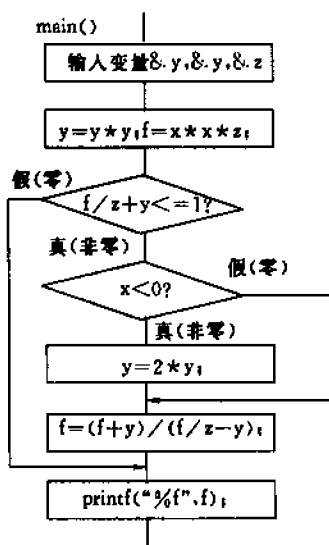 main()
输入变量&.y,&.y,&.z
y=y*y;f=x*x*z;
假(零)
f/z+y<=1?
真(非零)
假(零)
x<0?
真(非零)
y=2*y;
f=(f+y)/(f/z-y);
printf("%f",f);